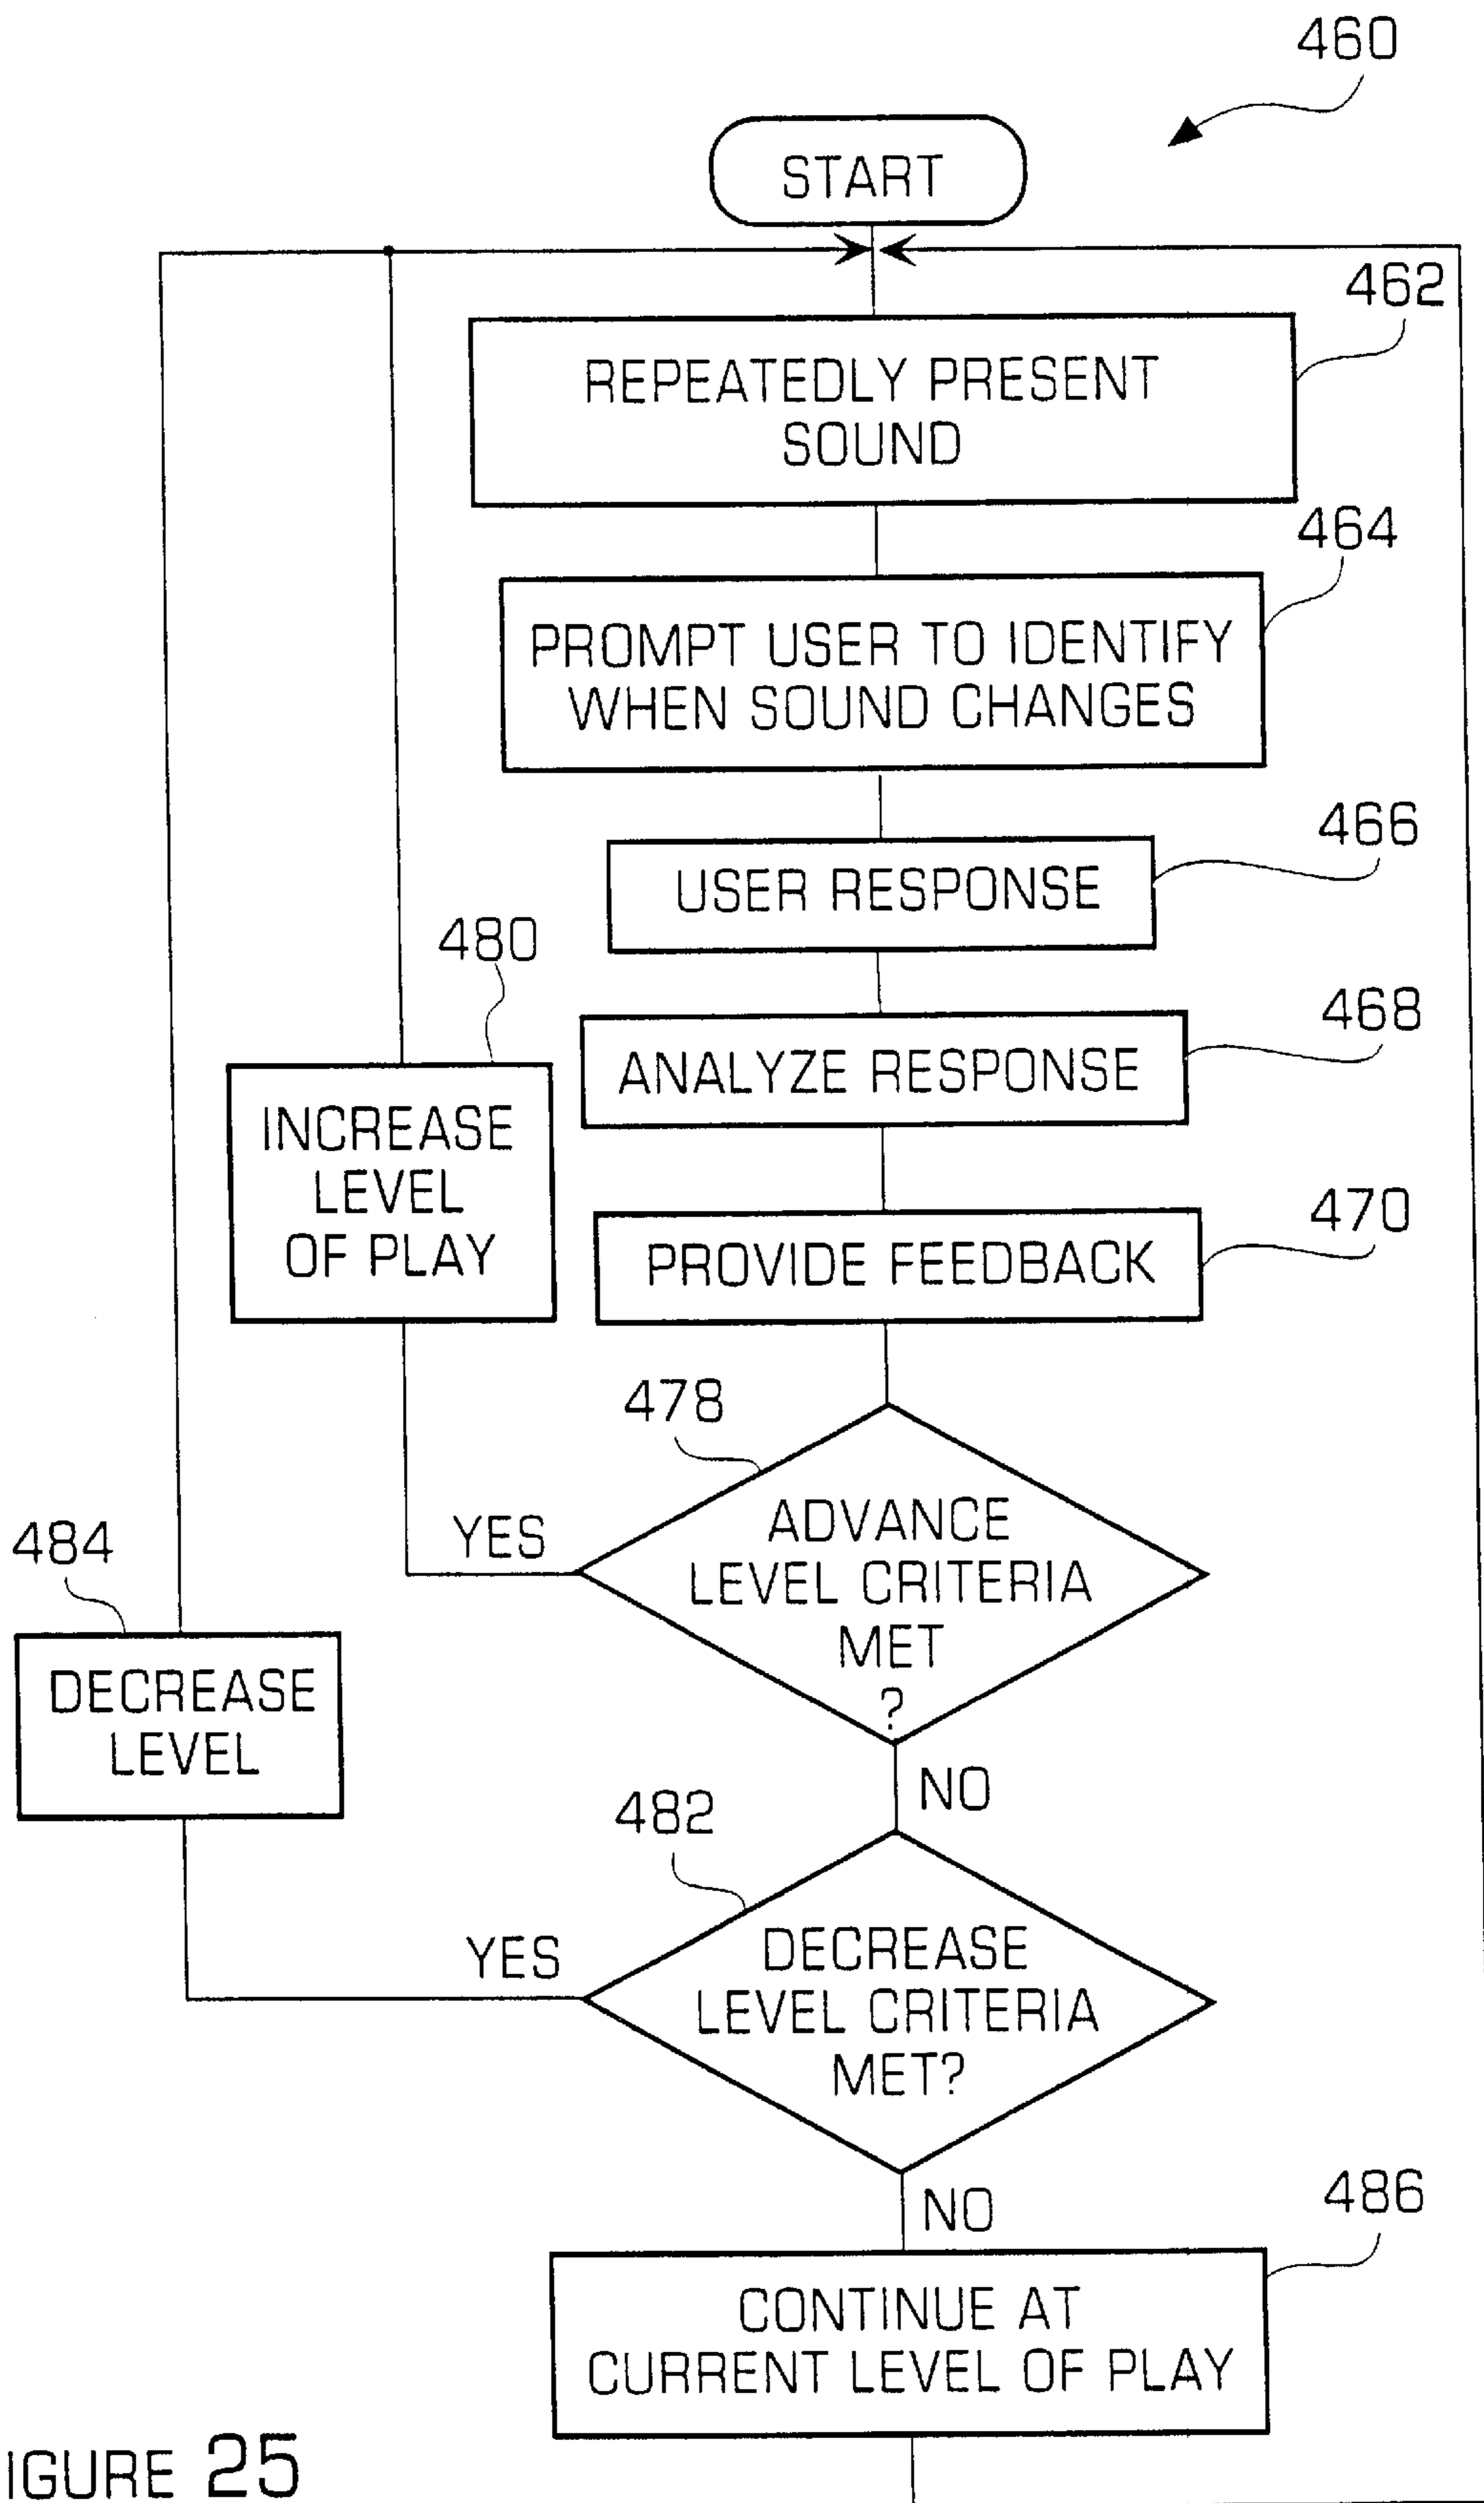 460
START
462
REPEATEDLY PRESENT
SOUND
464
PROMPT USER TO IDENTIFY
WHEN SOUND CHANGES
466
USER RESPONSE
480
468
ANALYZE RESPONSE
INCREASE
LEVEL
OF PLAY
470
PROVIDE FEEDBACK
478
ADVANCE
LEVEL CRITERIA
MET
?
YES
484
DECREASE
LEVEL
NO
482
DECREASE
LEVEL CRITERIA
MET?
YES
NO
486
CONTINUE AT
CURRENT LEVEL OF PLAY
IGURE 25